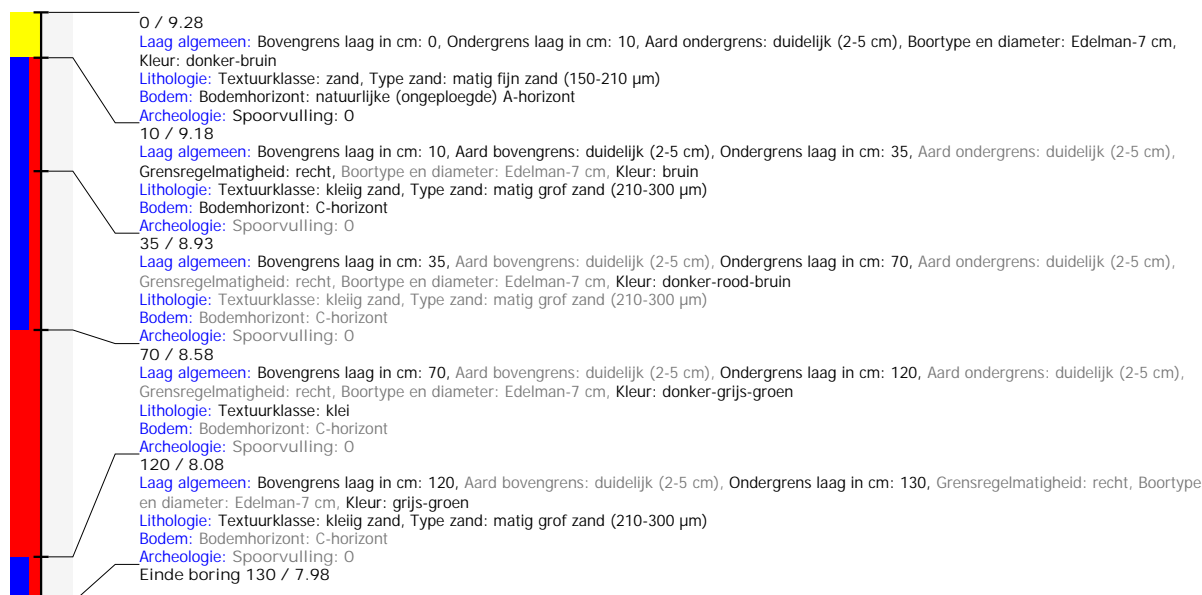 0 / 9.28
Laag algemeen: Bovengrens laag in cm: 0, Ondergrens laag in cm: 10, Aard ondergrens: duidelijk (2-5 cm), Boortype en diameter: Edelman-7 cm,
Kleur: donker-bruin
Lithologie: Textuurklasse: zand, Type zand: matig fijn zand (150-210 µm)
Bodem: Bodemhorizont: natuurlijke (ongeploegde) A-horizont
Archeologie: Spoorvulling: 0
10 / 9.18
Laag algemeen: Bovengrens laag in cm: 10, Aard bovengrens: duidelijk (2-5 cm), Ondergrens laag in cm: 35, Aard ondergrens: duidelijk (2-5 cm),
Grensregelmatigheid: recht, Boortype en diameter: Edelman-7 cm, Kleur: bruin
Lithologie: Textuurklasse: kleiig zand, Type zand: matig grof zand (210-300 µm)
Bodem: Bodemhorizont: C-horizont
Archeologie: Spoorvulling: 0
35 / 8.93
Laag algemeen: Bovengrens laag in cm: 35, Aard bovengrens: duidelijk (2-5 cm), Ondergrens laag in cm: 70, Aard ondergrens: duidelijk (2-5 cm),
Grensregelmatigheid: recht, Boortype en diameter: Edelman-7 cm, Kleur: donker-rood-bruin
Lithologie: Textuurklasse: kleiig zand, Type zand: matig grof zand (210-300 µm)
Bodem: Bodemhorizont: C-horizont
Archeologie: Spoorvulling: 0
70 / 8.58
Laag algemeen: Bovengrens laag in cm: 70, Aard bovengrens: duidelijk (2-5 cm), Ondergrens laag in cm: 120, Aard ondergrens: duidelijk (2-5 cm),
Grensregelmatigheid: recht, Boortype en diameter: Edelman-7 cm, Kleur: donker-grijs-groen
Lithologie: Textuurklasse: klei
Bodem: Bodemhorizont: C-horizont
Archeologie: Spoorvulling: 0
120 / 8.08
Laag algemeen: Bovengrens laag in cm: 120, Aard bovengrens: duidelijk (2-5 cm), Ondergrens laag in cm: 130, Grensregelmatigheid: recht, Boortype
en diameter: Edelman-7 cm, Kleur: grijs-groen
Lithologie: Textuurklasse: kleiig zand, Type zand: matig grof zand (210-300 µm)
Bodem: Bodemhorizont: C-horizont
Archeologie: Spoorvulling: 0
Einde boring 130 / 7.98